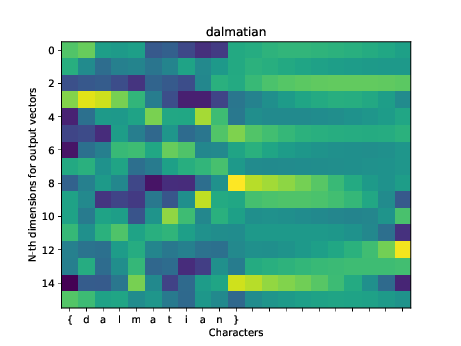 dalmatian
N-th dimensions for output vectors
0
2
4
6
8
10
12
14
{ d a l m a t i a n }
Characters